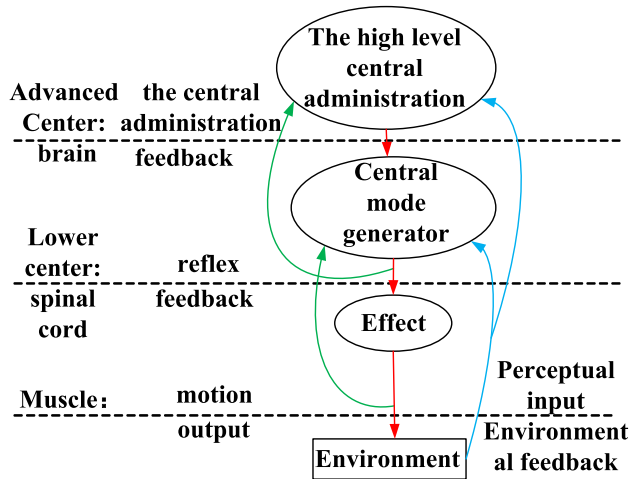 The high level
central
administration
Advanced
Center:
brain
the central
administration
feedback
Central
mode
generator
Lower
center:
spinal
cord
reflex
feedback
Effect
Muscle：
motion
output
Perceptual
input
Environment
al feedback
Environment